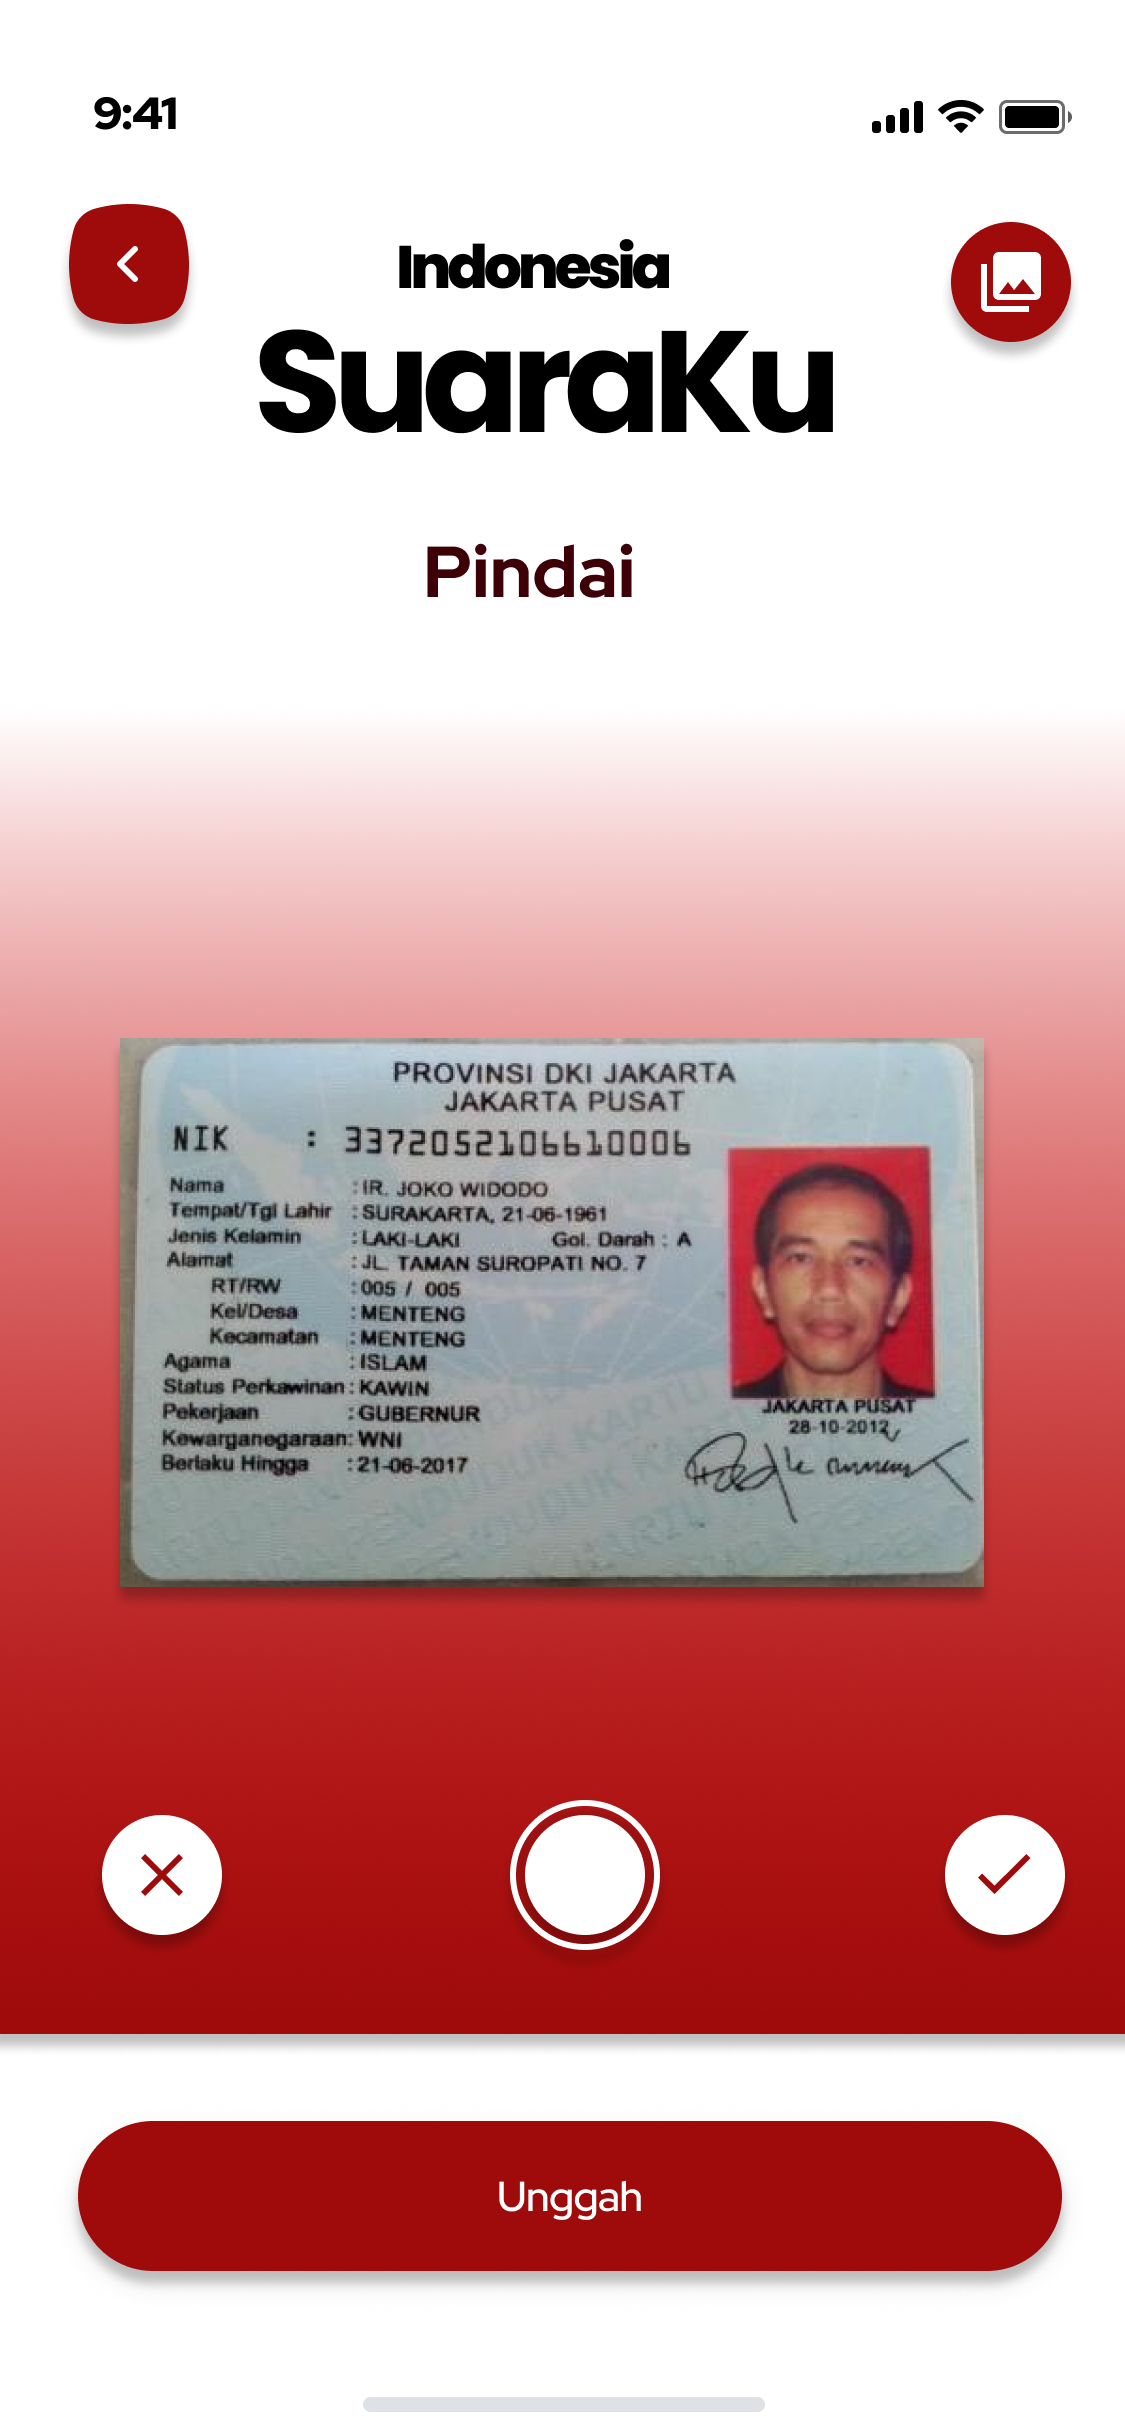 9:41
Indonesia
SuaraKu
Pindai
PROVINSI DKI JAKARTA
JAKARTA PUSAT
NIK : 3372052106610006
Nama : IR. JOKO WIDODO
Tempat/Tgl Lahir : SURAKARTA, 21-06-1961
Jenis Kelamin : LAKI-LAKI Gol. Darah : A
Alamat : JL. TAMAN SUROPATI NO. 7
RT/RW : 005 / 005
Kel/Desa : MENTENG
Kecamatan : MENTENG
Agama : ISLAM
Status Perkawinan : KAWIN
Pekerjaan : GUBERNUR
Kewarganegaraan: WNI
Berlaku Hingga : 21-06-2017
JAKARTA PUSAT
28-10-2012
Unggah